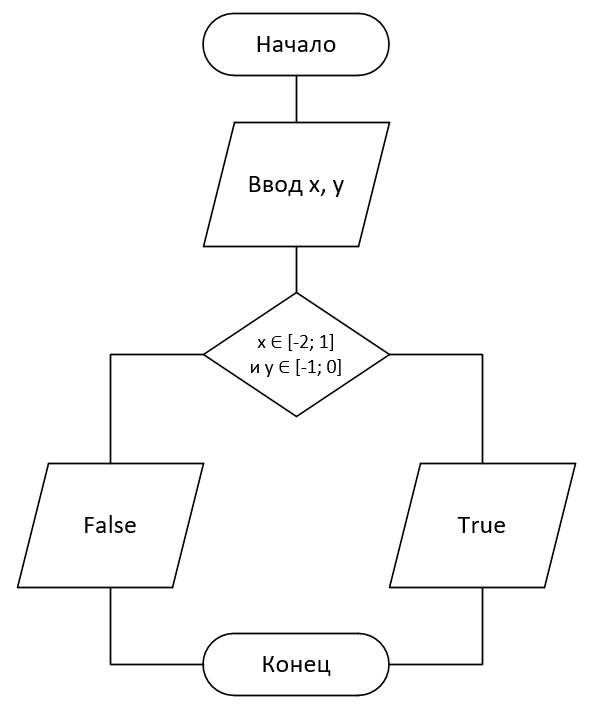 Начало
Ввод x, y
x ∈ [-2; 1]
и y ∈ [-1; 0]
False
True
Конец